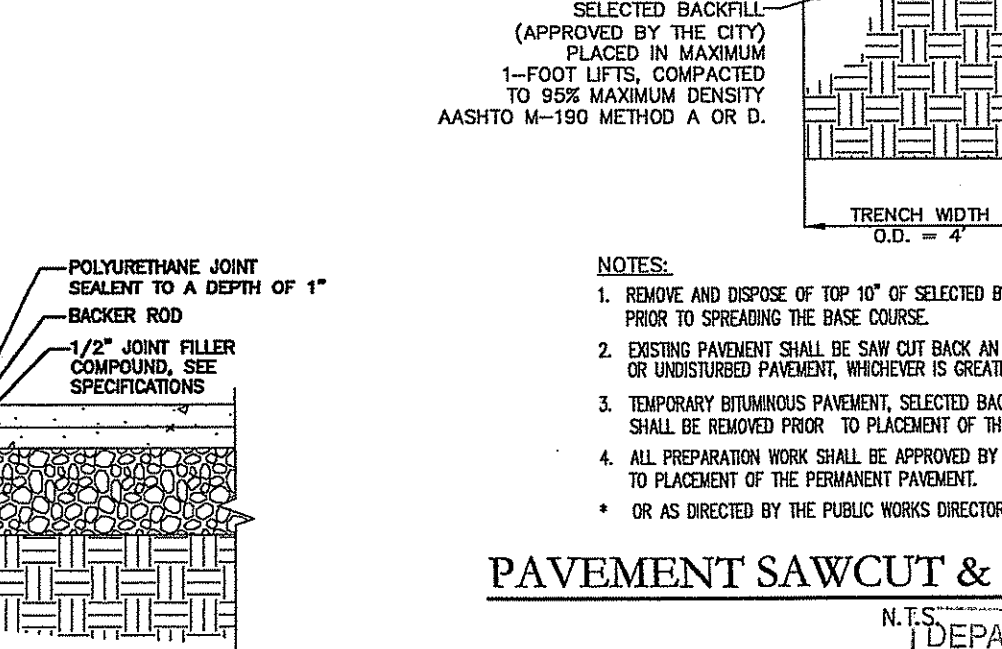 SELECTED BACKFILL
(APPROVED BY THE CITY)
PLACED IN MAXIMUM
1-FOOT LIFTS, COMPACTED
TO 95% MAXIMUM DENSITY
AASHTO M-190 METHOD A OR D.
TRENCH WIDTH
O.D. = 4'
POLYURETHANE JOINT
SEALENT TO A DEPTH OF 1"
BACKER ROD
1/2" JOINT FILLER
COMPOUND, SEE
SPECIFICATIONS
NOTES:
1. REMOVE AND DISPOSE OF TOP 10" OF SELECTED
PRIOR TO SPREADING THE BASE COURSE.
2. EXISTING PAVEMENT SHALL BE SAW CUT BACK AN
OR UNDISTURBED PAVEMENT, WHICHEVER IS
3. TEMPORARY BITUMINOUS PAVEMENT, SELECTED
SHALL BE REMOVED PRIOR TO PLACEMENT OF
4. ALL PREPARATION WORK SHALL BE APPROVED BY
TO PLACEMENT OF THE PERMANENT PAVEMENT.
* OR AS DIRECTED BY THE PUBLIC WORKS DIRECTOR
PAVEMENT SAWCUT &
N.T.S.
DEPA